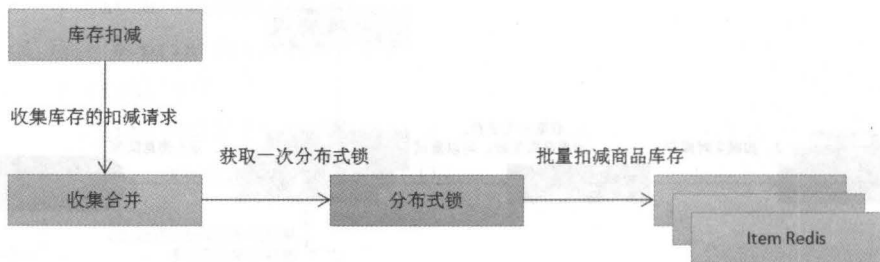 库存扣减
收集库存的扣减请求
获取一次分布式锁
批量扣减商品库存
收集合并
分布式锁
Item Redis